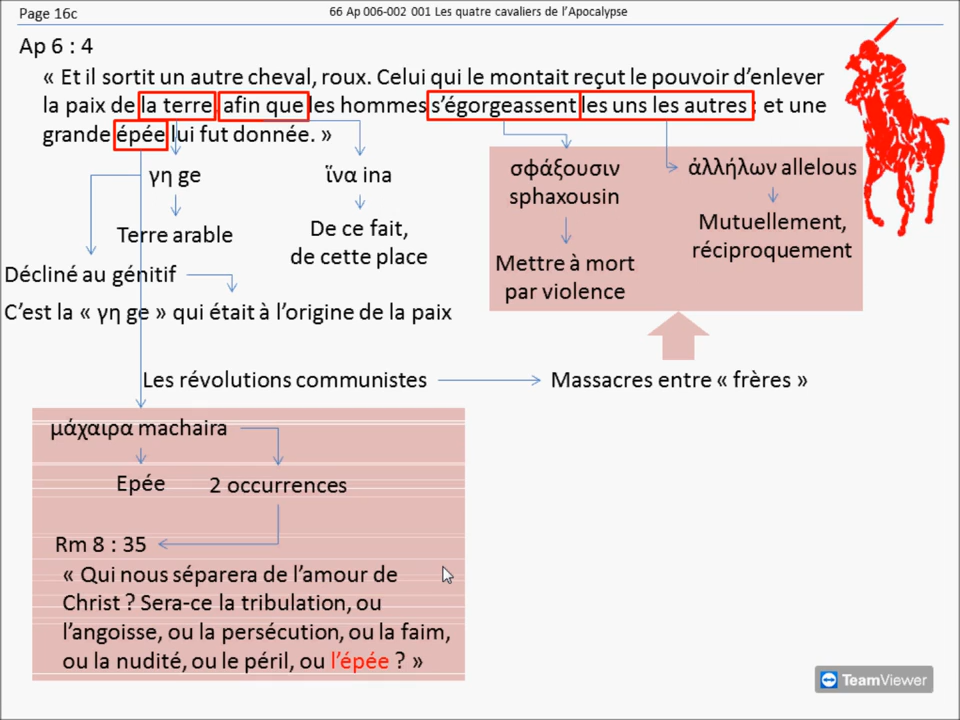 Page 16c
66 Ap 006-002 001 Les quatre cavaliers de l’Apocalypse
Ap 6 : 4
« Et il sortit un autre cheval, roux. Celui qui le montait reçut le pouvoir d’enlever
la paix de la terre, afin que les hommes s’égorgeassent les uns les autres ; et une
grande épée lui fut donnée. »
γη ge
ἵνα ina
σφάξουσιν
sphaxousin
ἀλλήλων allelous
Terre arable
De ce fait,
de cette place
Mutuellement,
réciproquement
Mettre à mort
par violence
Décliné au génitif
C’est la « γη ge » qui était à l’origine de la paix
Les révolutions communistes
Massacres entre « frères »
μάχαιρα machaira
Epée
2 occurrences
Rm 8 : 35
« Qui nous séparera de l’amour de
Christ ? Sera-ce la tribulation, ou
l’angoisse, ou la persécution, ou la faim,
ou la nudité, ou le péril, ou l’épée ? »
TeamViewer